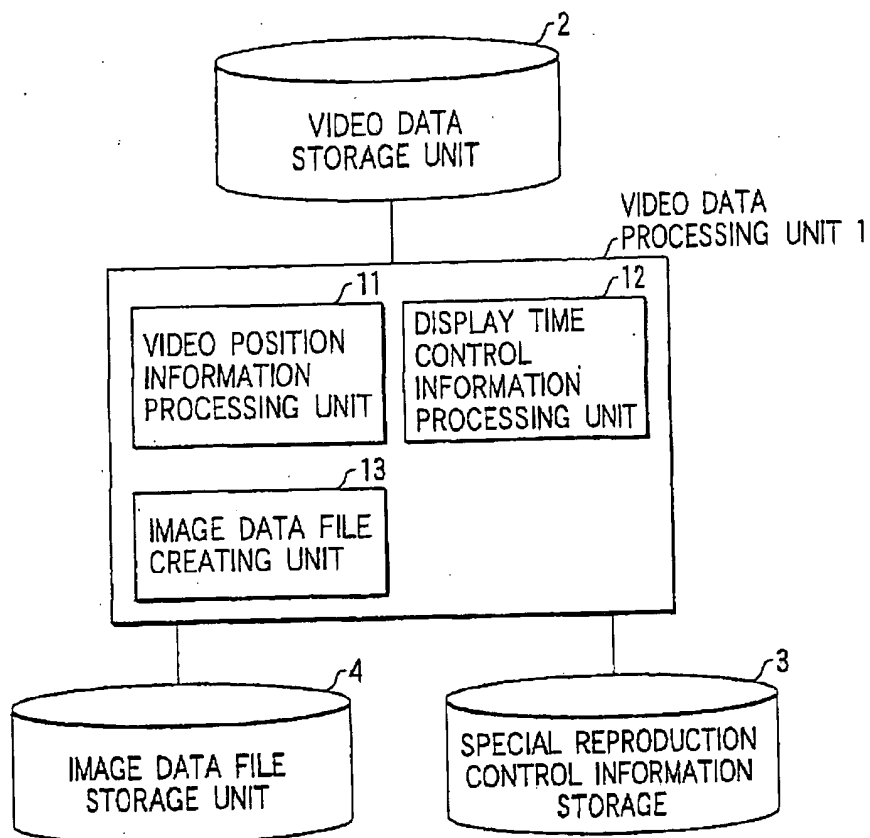 2
VIDEO DATA
STORAGE UNIT
VIDEO DATA
PROCESSING UNIT 1
11
VIDEO POSITION
INFORMATION
PROCESSING UNIT
12
DISPLAY TIME
CONTROL
INFORMATION
PROCESSING UNIT
13
IMAGE DATA FILE
CREATING UNIT
4
IMAGE DATA FILE
STORAGE UNIT
3
SPECIAL REPRODUCTION
CONTROL INFORMATION
STORAGE